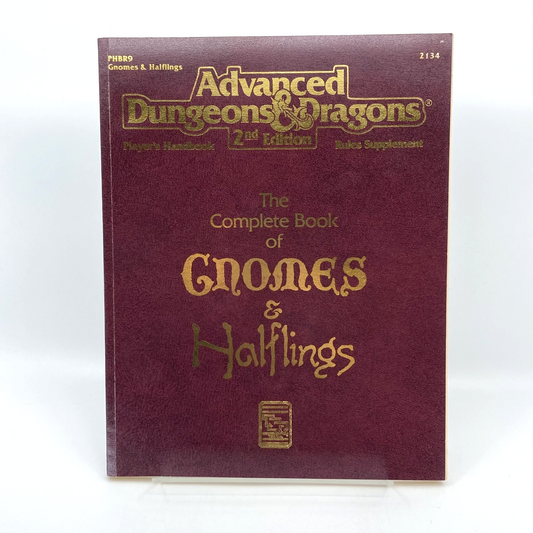 PHBR9
Gnomes & Halflings
2134
Advanced
Dungeons & Dragons®
2nd Edition
Player's Handbook
Rules Supplement
The
Complete Book
of
GNOMES
&
Halflings